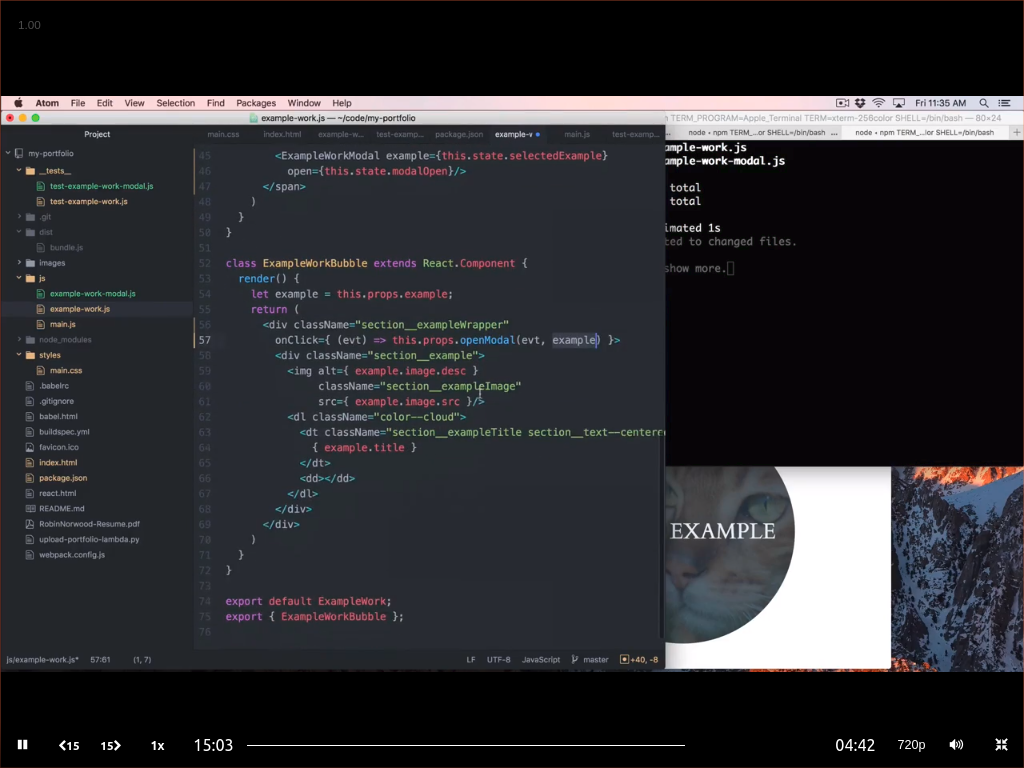 1.00
Atom File Edit View Selection Find Packages Window Help
Fri 11:35 AM
example-work.js — ~/code/my-portfolio
TERM_PROGRAM=Apple_Terminal TERM=xterm-256color SHELL=/bin/bash — 80×24
Project
main.css index.html example-w... test-examp... package.json example-v main.js test-examp...
... node • npm TERM_...or SHELL=/bin/bash ... node • npm TERM_...ior SHELL=/bin/bash +
my-portfolio
__tests__
test-example-work-modal.js
test-example-work.js
.git
dist
bundle.js
images
js
example-work-modal.js
example-work.js
main.js
node_modules
styles
main.css
.babelrc
.gitignore
babel.html
buildspec.yml
favicon.ico
index.html
package.json
react.html
README.md
RobinNorwood-Resume.pdf
upload-portfolio-lambda.py
webpack.config.js
45 <ExampleWorkModal example={this.state.selectedExample}
46 open={this.state.modalOpen}/>
47 </span>
48 )
49 }
50 }
51
52 class ExampleWorkBubble extends React.Component {
53 render() {
54 let example = this.props.example;
55 return (
56 <div className="section__exampleWrapper"
57 onClick={ (evt) => this.props.openModal(evt, example) }>
58 <div className="section__example">
59 <img alt={ example.image.desc }
60 className="section__exampleImage"
61 src={ example.image.src }/>
62 <dl className="color--cloud">
63 <dt className="section__exampleTitle section__text--centere
64 { example.title }
65 </dt>
66 <dd></dd>
67 </dl>
68 </div>
69 </div>
70 )
71 }
72 }
73
74 export default ExampleWork;
75 export { ExampleWorkBubble };
76
ample-work.js
ample-work-modal.js
total
total
imated 1s
ted to changed files.
show more.
EXAMPLE
js/example-work.js* 57:61 (1, 7) LF UTF-8 JavaScript master +40, -8
15 15 1x 15:03 04:42 720p